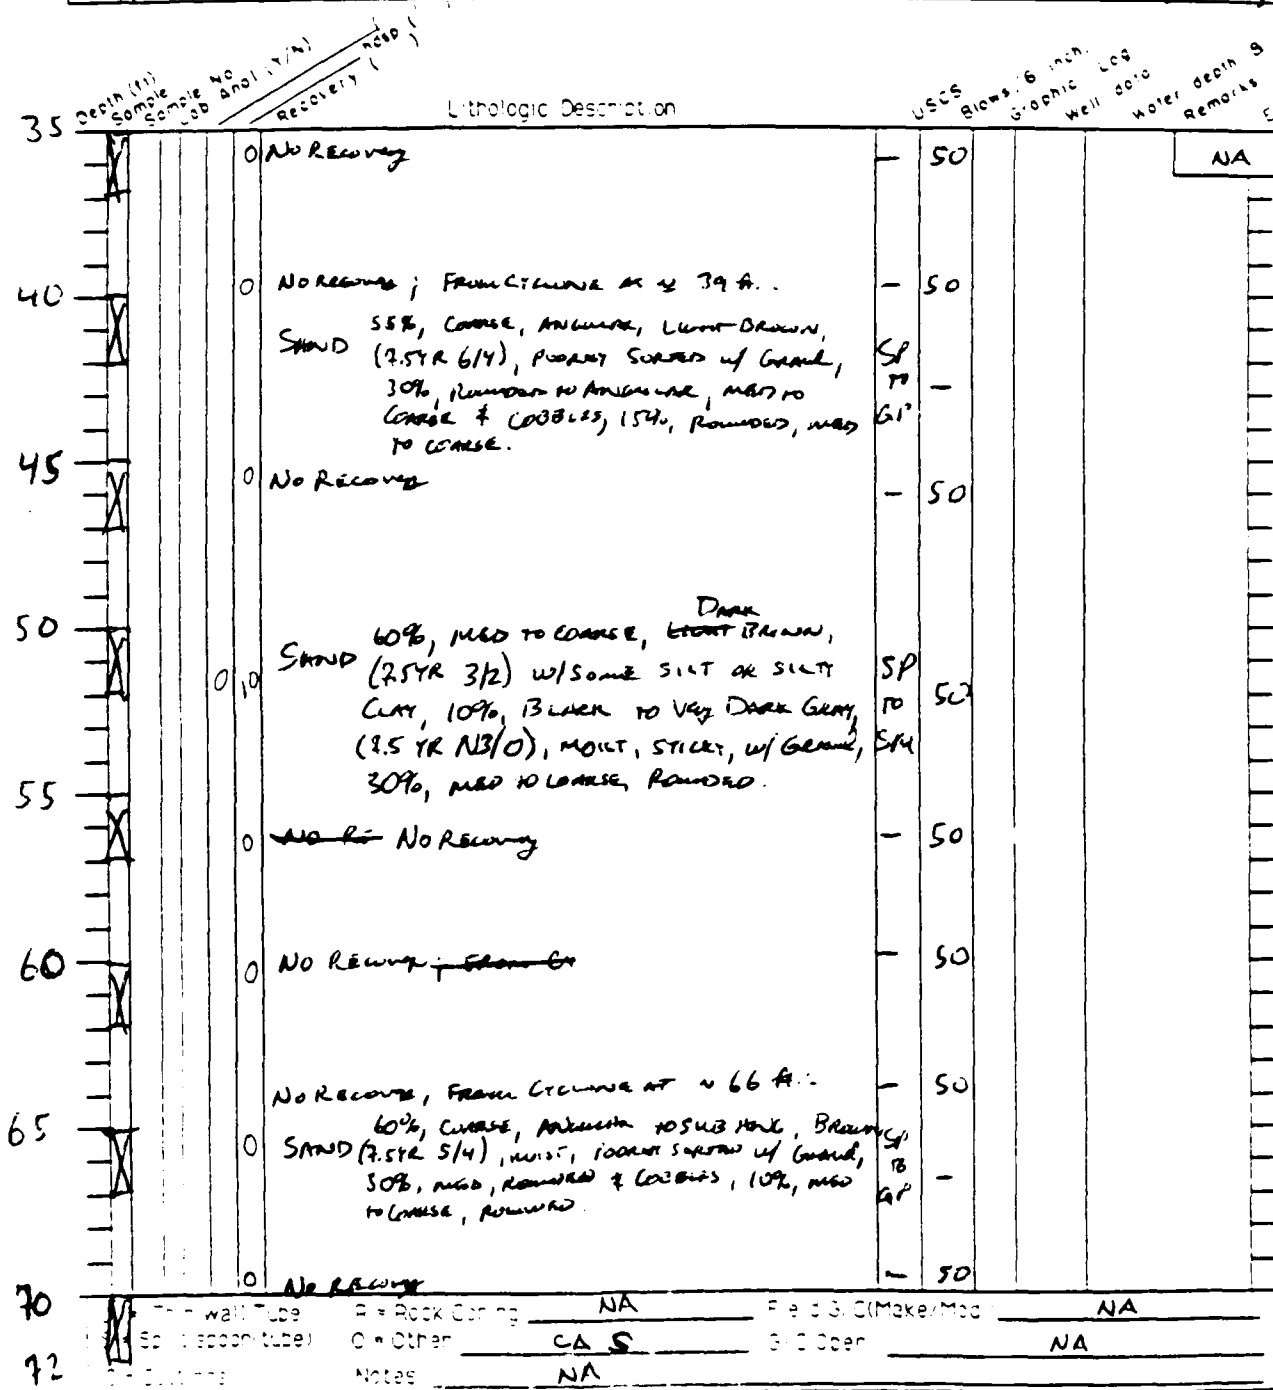 Depth (ft)
Sample
Sample No
Lab Anal (Y/N)
Recovery ( )
Lithologic Description
USCS
Blows/6 inch.
Graphic Log
Well data
Water depth
Remarks
35
0 No Recovery - 50 NA
40
0 No Recovery; From Cyclone at ≈ 39 ft. - 50
SAND 55%, Coarse, Angular, Light Brown,
(7.5YR 6/4), Poorly Sorted w/ Gravel, SP
30%, Rounded to Angular, Med to TO -
Coarse & Cobbles, 15%, Rounded, Med GP
to Coarse.
45
0 No Recovery - 50
50
Dark
SAND 60%, Med to Coarse, Light Brown,
(7.5YR 3/2) w/ Some Silt or Silty SP
Clay, 10%, Black to Very Dark Gray, TO 50
(7.5 YR N3/0), Moist, Sticky, w/ Gravel, SM
30%, Med to Coarse, Rounded.
55
0 No Re No Recovery - 50
60
0 No Recovery; From Cy - 50
No Recovery, From Cyclone at ~ 66 ft. - 50
65
60%, Coarse, Angular to Sub Ang, Brown SP
0 SAND (7.5YR 5/4), Moist, Poorly Sorted w/ Gravel, TO
30%, Med, Rounded & Cobbles, 10%, Med GP -
to Coarse, Rounded.
0 No Recovery - 50
70
Thin Wall Tube R = Rock Coring NA Field GC(Make/Mod NA
Split spoon(tube) O = Other CA S GC Oper NA
72
Notes NA